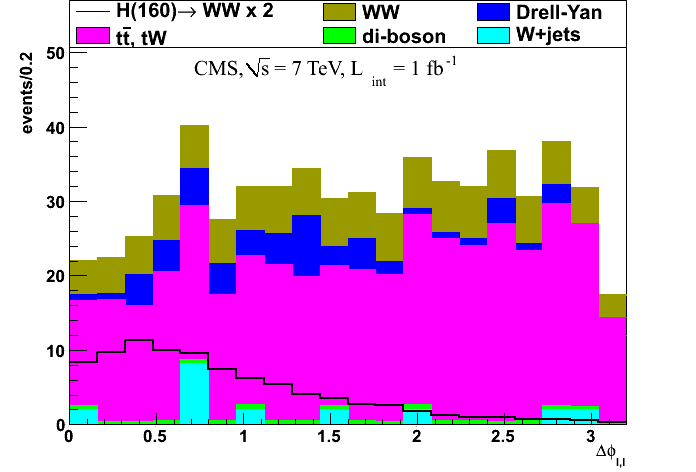 H(160)→ WW x 2 WW Drell-Yan
tt̄, tW di-boson W+jets
CMS, √s = 7 TeV, L int = 1 fb⁻¹
events/0.2
50
40
30
20
10
0
0 0.5 1 1.5 2 2.5 3
Δϕ l,l